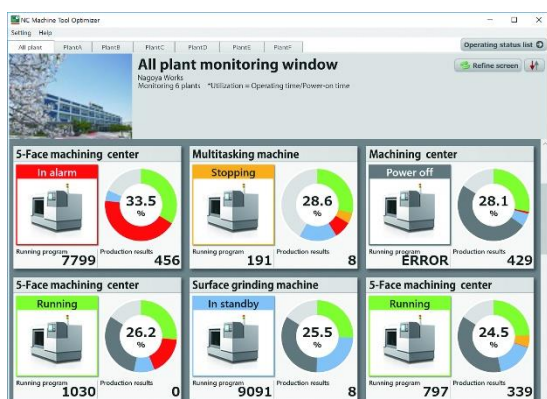 NC Machine Tool Optimizer
Setting Help
All plant PlantA PlantB PlantC PlantD PlantE PlantF
Operating status list
All plant monitoring window
Refine screen
Nagoya Works
Monitoring 6 plants *Utilization = Operating time/Power-on time
5-Face machining center
In alarm
33.5
%
Running program
7799
Production results
456
Multitasking machine
Stopping
28.6
%
Running program
191
Production results
8
Machining center
Power off
28.1
%
Running program
ERROR
Production results
429
5-Face machining center
Running
26.2
%
Running program
1030
Production results
0
Surface grinding machine
In standby
25.5
%
Running program
9091
Production results
8
5-Face machining center
Running
24.5
%
Running program
797
Production results
339